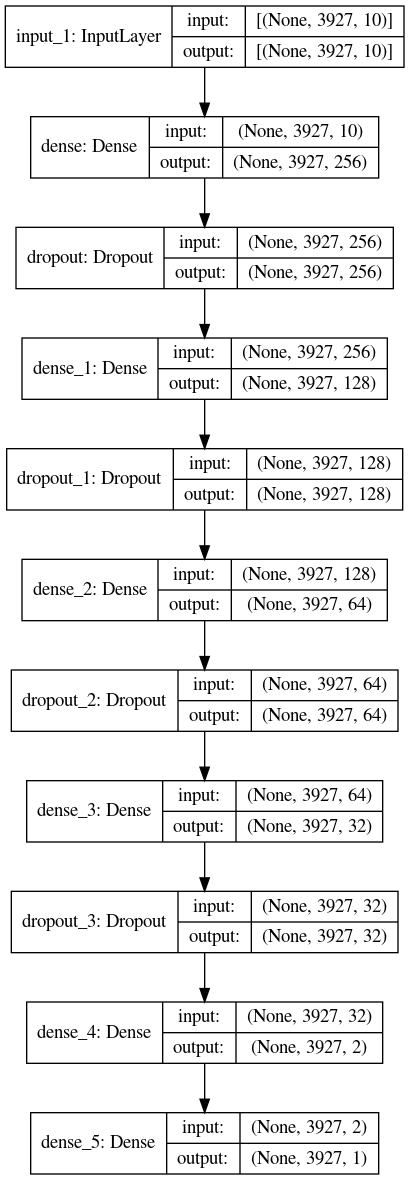 input_1: InputLayer
input: [(None, 3927, 10)]
output: [(None, 3927, 10)]
dense: Dense
input: (None, 3927, 10)
output: (None, 3927, 256)
dropout: Dropout
input: (None, 3927, 256)
output: (None, 3927, 256)
dense_1: Dense
input: (None, 3927, 256)
output: (None, 3927, 128)
dropout_1: Dropout
input: (None, 3927, 128)
output: (None, 3927, 128)
dense_2: Dense
input: (None, 3927, 128)
output: (None, 3927, 64)
dropout_2: Dropout
input: (None, 3927, 64)
output: (None, 3927, 64)
dense_3: Dense
input: (None, 3927, 64)
output: (None, 3927, 32)
dropout_3: Dropout
input: (None, 3927, 32)
output: (None, 3927, 32)
dense_4: Dense
input: (None, 3927, 32)
output: (None, 3927, 2)
dense_5: Dense
input: (None, 3927, 2)
output: (None, 3927, 1)